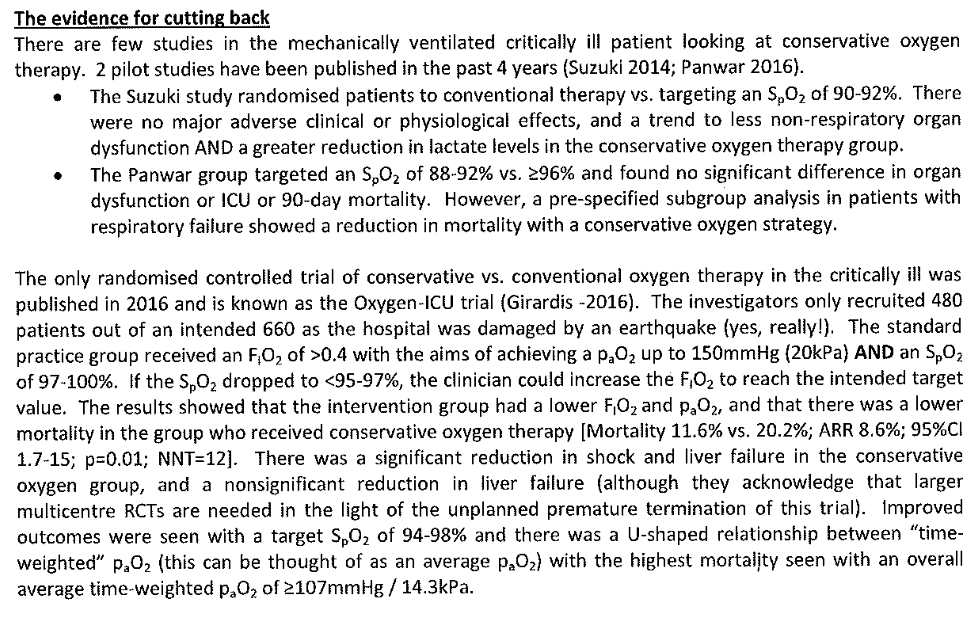 The evidence for cutting back
There are few studies in the mechanically ventilated critically ill patient looking at conservative oxygen
therapy. 2 pilot studies have been published in the past 4 years (Suzuki 2014; Panwar 2016).
• The Suzuki study randomised patients to conventional therapy vs. targeting an SpO₂ of 90-92%. There
were no major adverse clinical or physiological effects, and a trend to less non-respiratory organ
dysfunction AND a greater reduction in lactate levels in the conservative oxygen therapy group.
• The Panwar group targeted an SpO₂ of 88-92% vs. ≥96% and found no significant difference in organ
dysfunction or ICU or 90-day mortality. However, a pre-specified subgroup analysis in patients with
respiratory failure showed a reduction in mortality with a conservative oxygen strategy.
The only randomised controlled trial of conservative vs. conventional oxygen therapy in the critically ill was
published in 2016 and is known as the Oxygen-ICU trial (Girardis -2016). The investigators only recruited 480
patients out of an intended 660 as the hospital was damaged by an earthquake (yes, really!). The standard
practice group received an FiO₂ of >0.4 with the aims of achieving a paO₂ up to 150mmHg (20kPa) AND an SpO₂
of 97-100%. If the SpO₂ dropped to <95-97%, the clinician could increase the FiO₂ to reach the intended target
value. The results showed that the intervention group had a lower FiO₂ and paO₂, and that there was a lower
mortality in the group who received conservative oxygen therapy [Mortality 11.6% vs. 20.2%; ARR 8.6%; 95%CI
1.7-15; p=0.01; NNT=12]. There was a significant reduction in shock and liver failure in the conservative
oxygen group, and a nonsignificant reduction in liver failure (although they acknowledge that larger
multicentre RCTs are needed in the light of the unplanned premature termination of this trial). Improved
outcomes were seen with a target SpO₂ of 94-98% and there was a U-shaped relationship between "time-
weighted" paO₂ (this can be thought of as an average paO₂) with the highest mortality seen with an overall
average time-weighted paO₂ of ≥107mmHg / 14.3kPa.